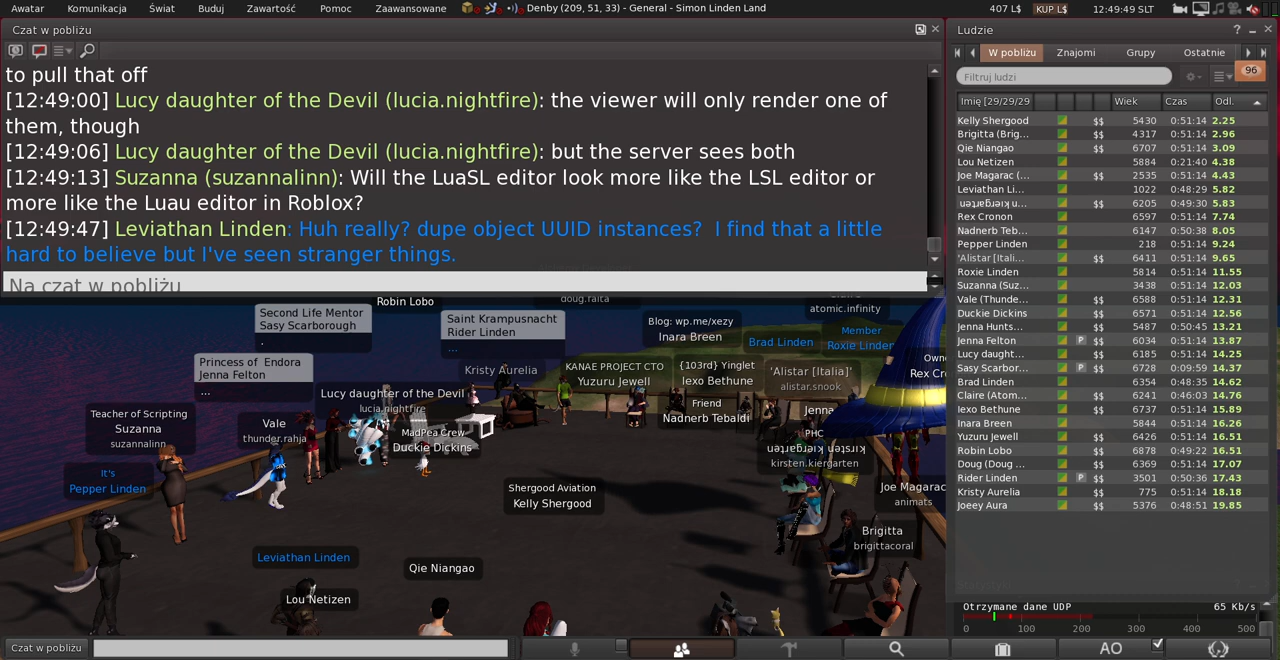 Awatar Komunikacja Świat Buduj Zawartość Pomoc Zaawansowane Denby (209, 51, 33) - General - Simon Linden Land 407 L$ KUP L$ 12:49:49 SLT
Czat w pobliżu
to pull that off
[12:49:00] Lucy daughter of the Devil (lucia.nightfire): the viewer will only render one of
them, though
[12:49:06] Lucy daughter of the Devil (lucia.nightfire): but the server sees both
[12:49:13] Suzanna (suzannalinn): Will the LuaSL editor look more like the LSL editor or
more like the Luau editor in Roblox?
[12:49:47] Leviathan Linden: Huh really? dupe object UUID instances?  I find that a little
hard to believe but I've seen stranger things.
Na czat w pobliżu
Robin Lobo
doug.falta
atomic.infinity
Second Life Mentor
Sasy Scarborough
.
Saint Krampusnacht
Rider Linden
...
Blog: wp.me/xezy
Inara Breen
Brad Linden
Member
Roxie Linden
Princess of  Endora
Jenna Felton
...
Kristy Aurelia
KANAE PROJECT CTO
Yuzuru Jewell
{103rd} Yinglet
Iexo Bethune
'Alistar [Italia]'
alistar.snook
Owne
Rex Cro
Lucy daughter of the Devil
lucia.nightfire
Friend
Nadnerb Tebaldi
Jenna
Teacher of Scripting
Suzanna
suzannalinn
Vale
thunder.rahja
MadPea Crew
Duckie Dickins
PHC
kirsten.kiergarten
It's
Pepper Linden
Shergood Aviation
Kelly Shergood
Joe Magarac
animats
Brigitta
brigittacoral
Leviathan Linden
Qie Niangao
Lou Netizen
Czat w pobliżu
AO
Ludzie
W pobliżu Znajomi Grupy Ostatnie
Filtruj ludzi
96
Imię [29/29/29 Wiek Czas Odl.
Kelly Shergood $$ 5430 0:51:14 2.25
Brigitta (Brig... $$ 4317 0:51:14 2.96
Qie Niangao $$ 6707 0:51:14 3.09
Lou Netizen 5884 0:21:40 4.38
Joe Magarac (... $$ 2535 0:51:14 4.43
Leviathan Li... 1022 0:48:29 5.82
$$ 6205 0:49:30 5.83
Rex Cronon 6597 0:51:14 7.74
Nadnerb Teb... 6147 0:50:38 8.05
Pepper Linden 218 0:51:14 9.24
'Alistar [Itali... $$ 6411 0:51:14 9.65
Roxie Linden 5814 0:51:14 11.55
Suzanna (Suz... 3438 0:51:14 12.03
Vale (Thunde... $$ 6588 0:51:14 12.31
Duckie Dickins $$ 6571 0:51:14 12.56
Jenna Hunts... $$ 5487 0:50:45 13.21
Jenna Felton P $$ 6034 0:51:14 13.87
Lucy daught... $$ 6185 0:51:14 14.25
Sasy Scarbor... P $$ 6728 0:09:59 14.37
Brad Linden 6354 0:48:35 14.62
Claire (Atom... $$ 6241 0:46:03 14.76
Iexo Bethune $$ 6737 0:51:14 15.89
Inara Breen 5844 0:51:14 16.26
Yuzuru Jewell $$ 6426 0:51:14 16.51
Robin Lobo $$ 6878 0:49:22 16.51
Doug (Doug ... $$ 6369 0:51:14 17.07
Rider Linden P $$ 3501 0:50:36 17.43
Kristy Aurelia $$ 775 0:51:14 18.18
Joeey Aura 5376 0:48:51 19.85
Otrzymane dane UDP 65 Kb/s
0 100 200 300 400 500